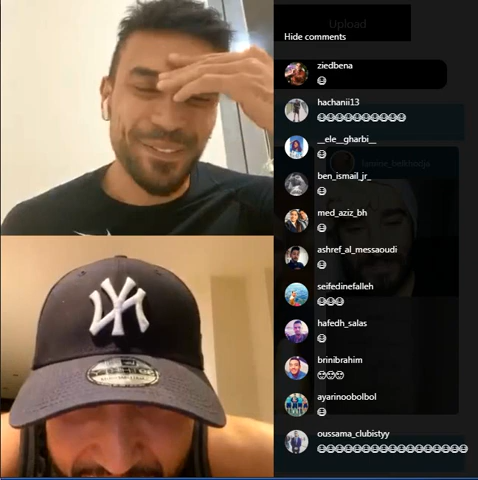 Upload
Hide comments
ziedbena
hachanii13
__ele__gharbi__
ben_ismail_jr_
med_aziz_bh
ashref_al_messaoudi
seifedinefalleh
hafedh_salas
brinibrahim
ayarinoobolbol
oussama_clubistyy
NY